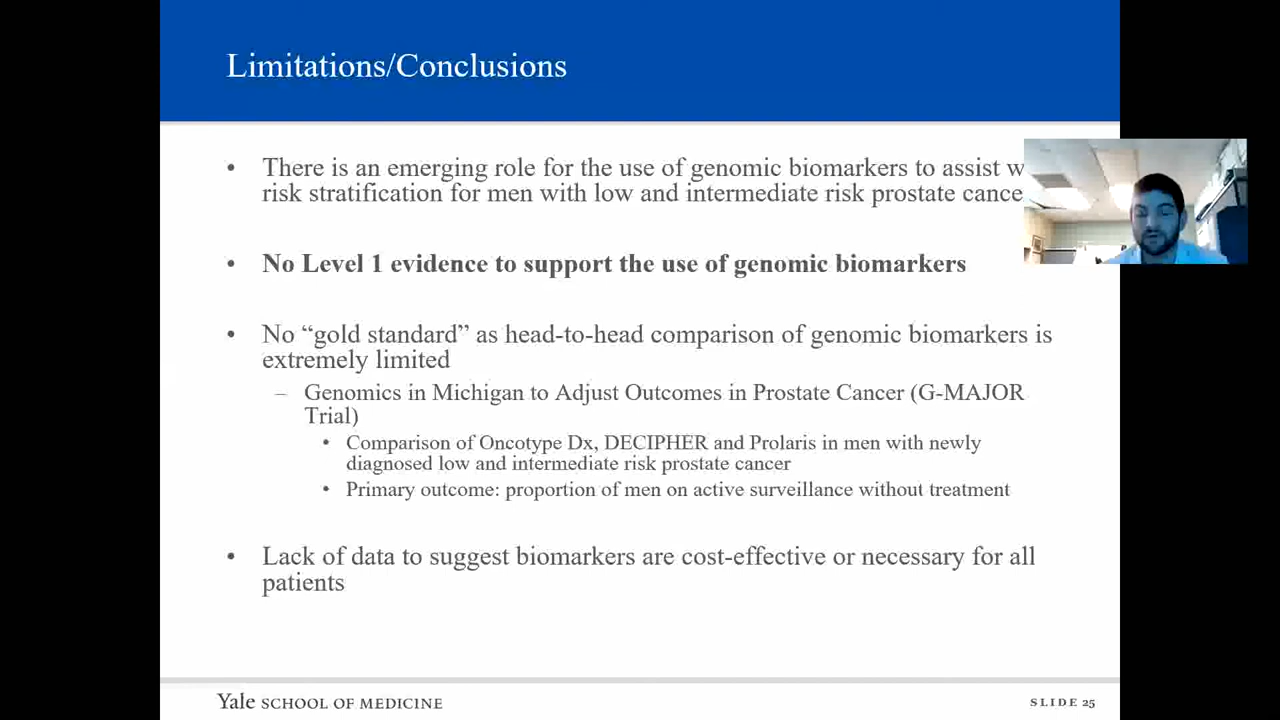 Limitations/Conclusions
• There is an emerging role for the use of genomic biomarkers to assist
risk stratification for men with low and intermediate risk prostate cance
• No Level 1 evidence to support the use of genomic biomarkers
• No “gold standard” as head-to-head comparison of genomic biomarkers is
extremely limited
– Genomics in Michigan to Adjust Outcomes in Prostate Cancer (G-MAJOR
Trial)
• Comparison of Oncotype Dx, DECIPHER and Prolaris in men with newly
diagnosed low and intermediate risk prostate cancer
• Primary outcome: proportion of men on active surveillance without treatment
• Lack of data to suggest biomarkers are cost-effective or necessary for all
patients
Yale SCHOOL OF MEDICINE
SLIDE 25